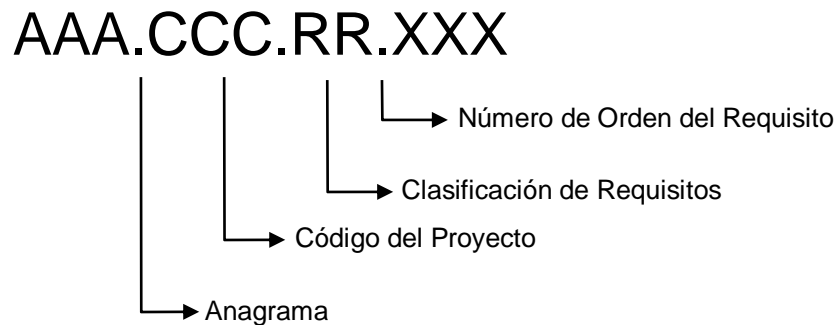 AAA.CCC.RR.XXX
Número de Orden del Requisito
Clasificación de Requisitos
Código del Proyecto
Anagrama